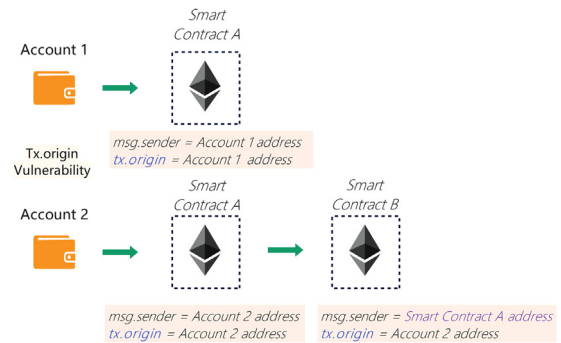 Smart
Contract A
Account 1
msg.sender = Account 1 address
tx.origin = Account 1 address
Tx.origin
Vulnerability
Smart
Contract A
Smart
Contract B
Account 2
msg.sender = Account 2 address
tx.origin = Account 2 address
msg.sender = Smart Contract A address
tx.origin = Account 2 address